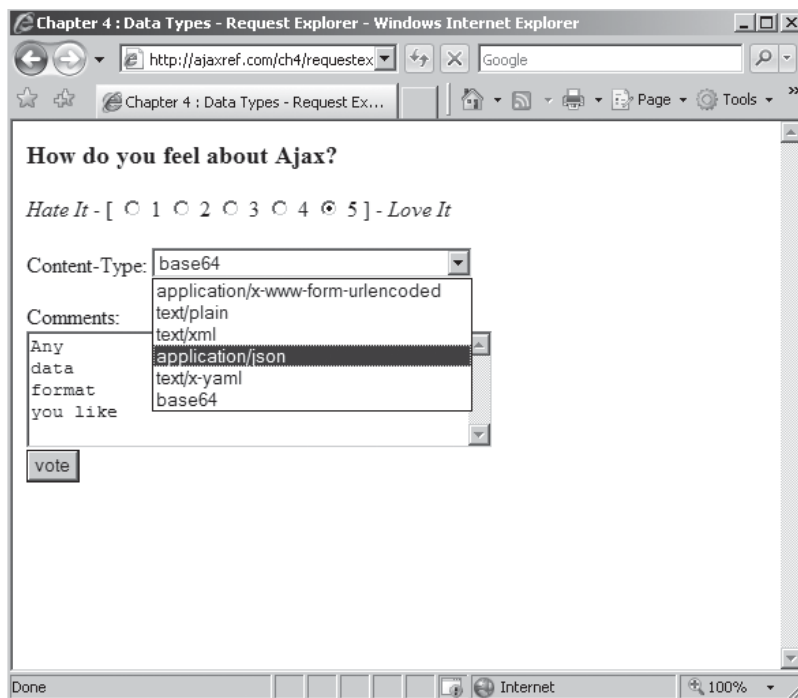 Chapter 4 : Data Types - Request Explorer - Windows Internet Explorer
http://ajaxref.com/ch4/requestex
Google
Chapter 4 : Data Types - Request Ex...
Page
Tools
»
How do you feel about Ajax?
Hate It - [ 1 2 3 4 5 ] - Love It
Content-Type: base64
application/x-www-form-urlencoded
text/plain
text/xml
application/json
text/x-yaml
base64
Comments:
Any
data
format
you like
vote
Done
Internet
100%